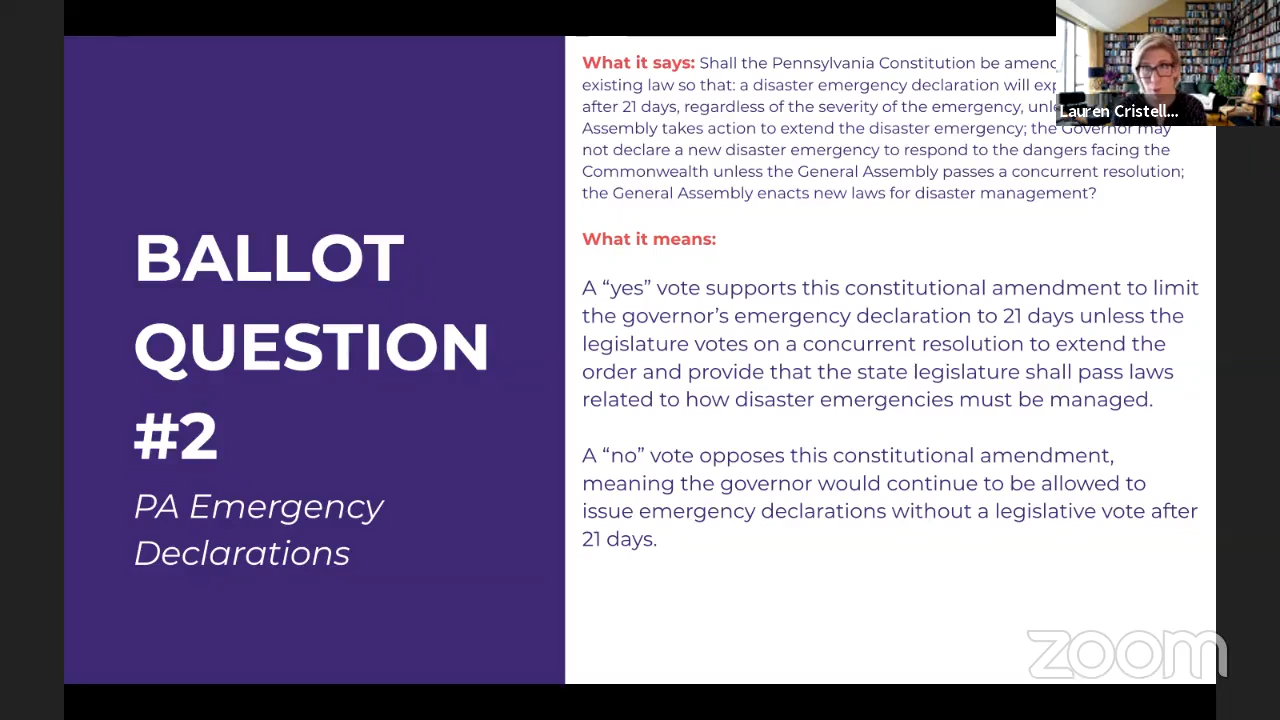 BALLOT
QUESTION
#2
PA Emergency
Declarations
What it says: Shall the Pennsylvania Constitution be
existing law so that: a disaster emergency declaration will
after 21 days, regardless of the severity of the emergency,
Assembly takes action to extend the disaster emergency; the Governor may
not declare a new disaster emergency to respond to the dangers facing the
Commonwealth unless the General Assembly passes a concurrent resolution;
the General Assembly enacts new laws for disaster management?
What it means:
A “yes” vote supports this constitutional amendment to limit
the governor’s emergency declaration to 21 days unless the
legislature votes on a concurrent resolution to extend the
order and provide that the state legislature shall pass laws
related to how disaster emergencies must be managed.
A “no” vote opposes this constitutional amendment,
meaning the governor would continue to be allowed to
issue emergency declarations without a legislative vote after
21 days.
Lauren Cristell...
zoom